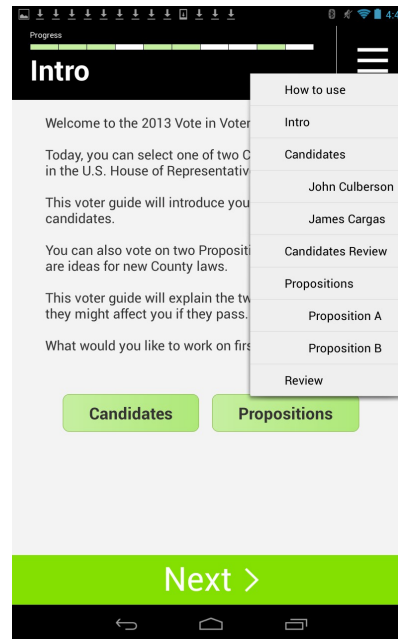 4:4
Progress
Intro
How to use
Intro
Candidates
John Culberson
James Cargas
Candidates Review
Propositions
Proposition A
Proposition B
Review
Welcome to the 2013 Vote in Voter
Today, you can select one of two C
in the U.S. House of Representativ
This voter guide will introduce you
candidates.
You can also vote on two Propositi
are ideas for new County laws.
This voter guide will explain the tw
they might affect you if they pass.
What would you like to work on firs
Candidates
Propositions
Next >